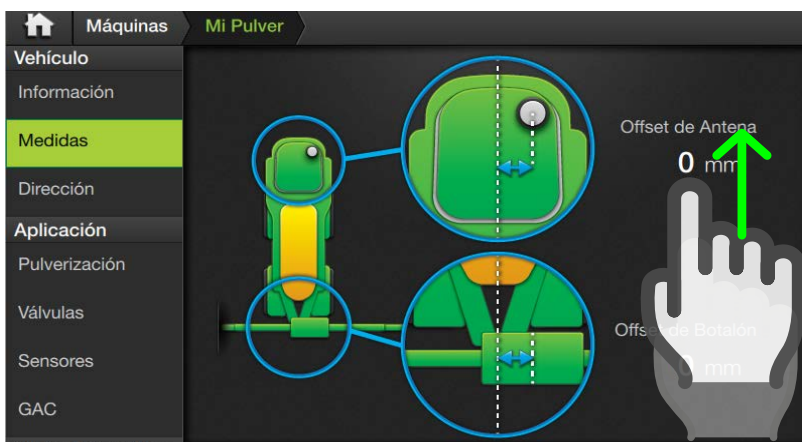 Máquinas
Mi Pulver
Vehículo
Información
Medidas
Dirección
Aplicación
Pulverización
Válvulas
Sensores
GAC
Offset de Antena
0 mm
Offset de Botalón
0 mm